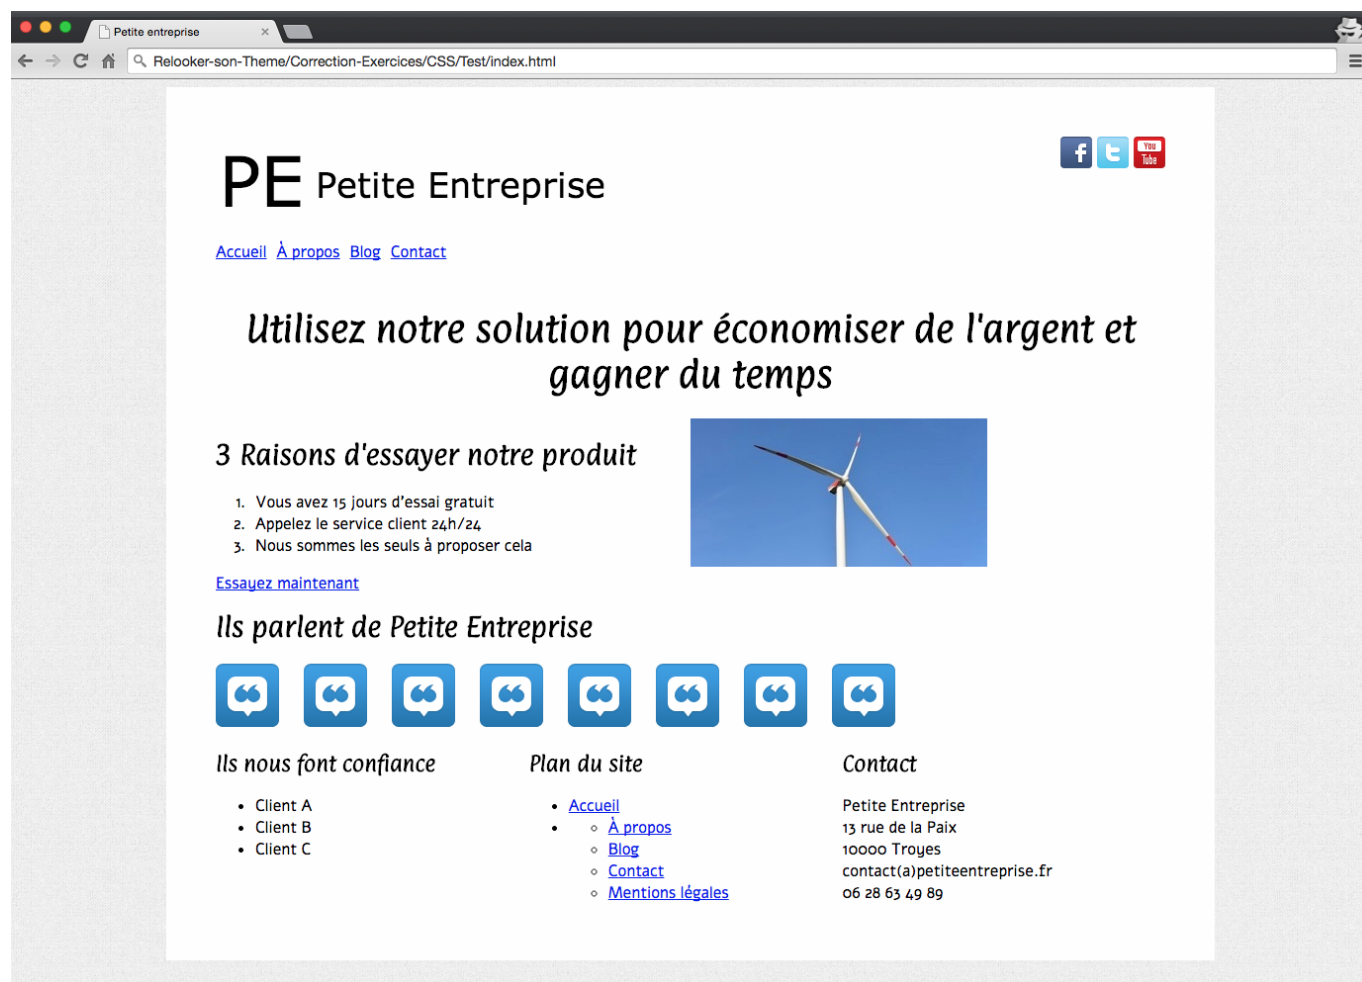 Petite entreprise
Relooker-son-Theme/Correction-Exercices/CSS/Test/index.html
PE Petite Entreprise
f t You Tube
Accueil À propos Blog Contact
Utilisez notre solution pour économiser de l'argent et
gagner du temps
3 Raisons d'essayer notre produit
1. Vous avez 15 jours d'essai gratuit
2. Appelez le service client 24h/24
3. Nous sommes les seuls à proposer cela
Essayez maintenant
Ils parlent de Petite Entreprise
Ils nous font confiance
Client A
Client B
Client C
Plan du site
Accueil
À propos
Blog
Contact
Mentions légales
Contact
Petite Entreprise
13 rue de la Paix
10000 Troyes
contact(a)petiteentreprise.fr
06 28 63 49 89